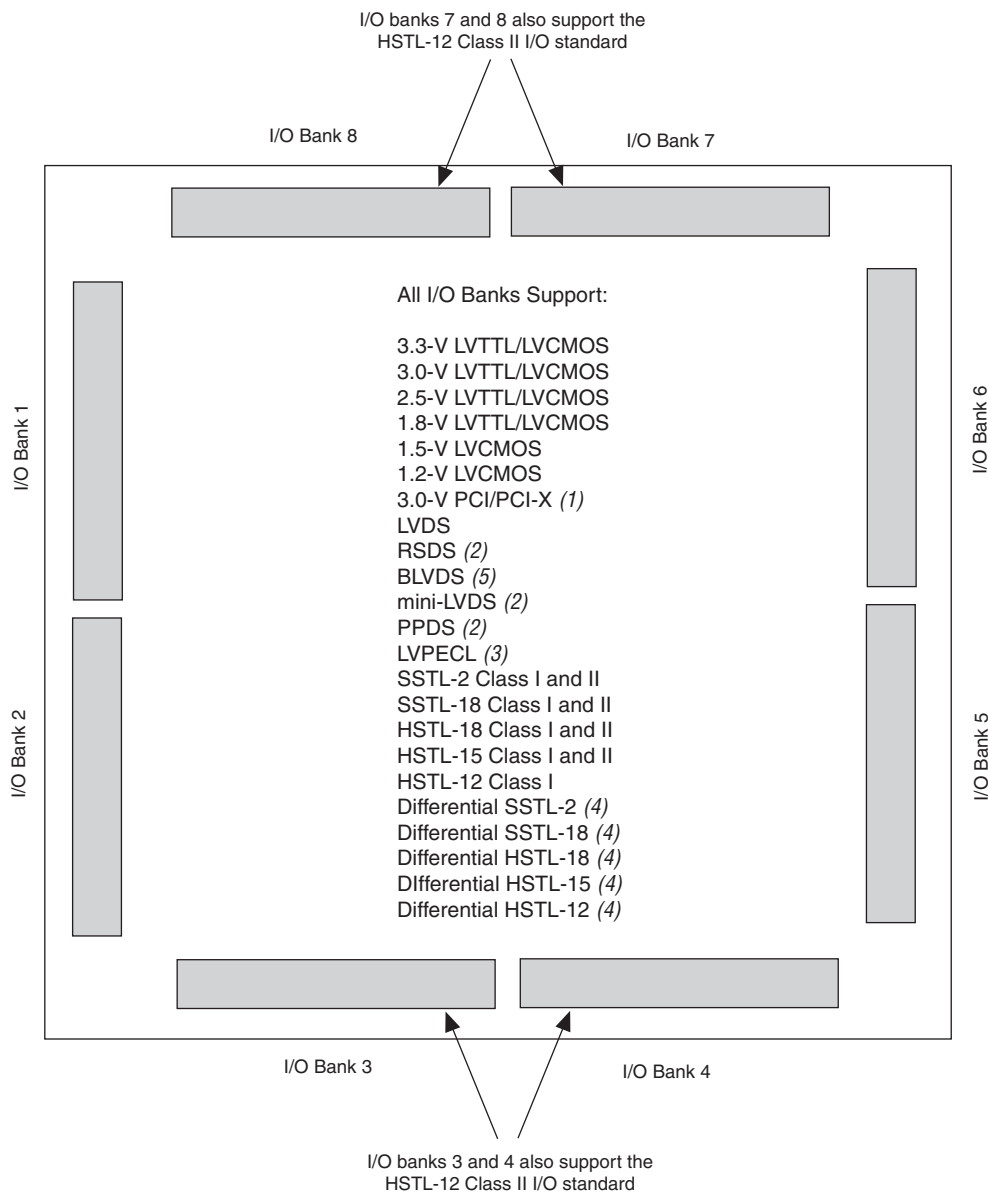 I/O banks 7 and 8 also support the
HSTL-12 Class II I/O standard
I/O Bank 8
I/O Bank 7
All I/O Banks Support:
3.3-V LVTTL/LVCMOS
3.0-V LVTTL/LVCMOS
2.5-V LVTTL/LVCMOS
1.8-V LVTTL/LVCMOS
1.5-V LVCMOS
1.2-V LVCMOS
3.0-V PCI/PCI-X (1)
LVDS
RSDS (2)
BLVDS (5)
mini-LVDS (2)
PPDS (2)
LVPECL (3)
SSTL-2 Class I and II
SSTL-18 Class I and II
HSTL-18 Class I and II
HSTL-15 Class I and II
HSTL-12 Class I
Differential SSTL-2 (4)
Differential SSTL-18 (4)
Differential HSTL-18 (4)
DIfferential HSTL-15 (4)
Differential HSTL-12 (4)
I/O Bank 1
I/O Bank 2
I/O Bank 6
I/O Bank 5
I/O Bank 3
I/O Bank 4
I/O banks 3 and 4 also support the
HSTL-12 Class II I/O standard